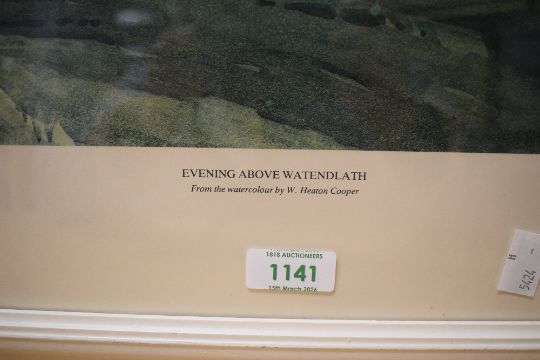 EVENING ABOVE WATENDLATH
From the watercolour by W. Heaton Cooper
1818 AUCTIONEERS
1141
15th March 2026
M
5424